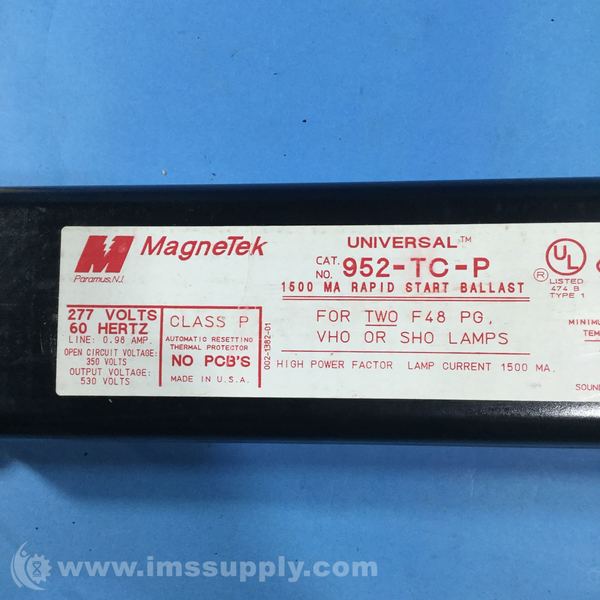 MagneTek
Paramus, N.J.
UNIVERSAL™
CAT. NO. 952-TC-P
1500 MA RAPID START BALLAST
277 VOLTS
60 HERTZ
LINE: 0.98 AMP.
OPEN CIRCUIT VOLTAGE:
350 VOLTS
OUTPUT VOLTAGE:
530 VOLTS
CLASS P
AUTOMATIC RESETTING
THERMAL PROTECTOR
NO PCB'S
MADE IN U.S.A.
002-1382-01
FOR TWO F48 PG,
VHO OR SHO LAMPS
HIGH POWER FACTOR LAMP CURRENT 1500 MA.
UL
®
LISTED
474 B
TYPE 1
MINIMUM
TEM
SOUND
© www.imssupply.com